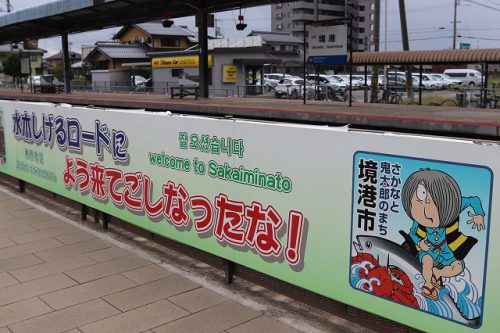 境港
Times Car
水木しげるロードに
よう来てごしなったな!
잘 오셨습니다
welcome to Sakaiminato
さかなと
鬼太郎のまち
境港市